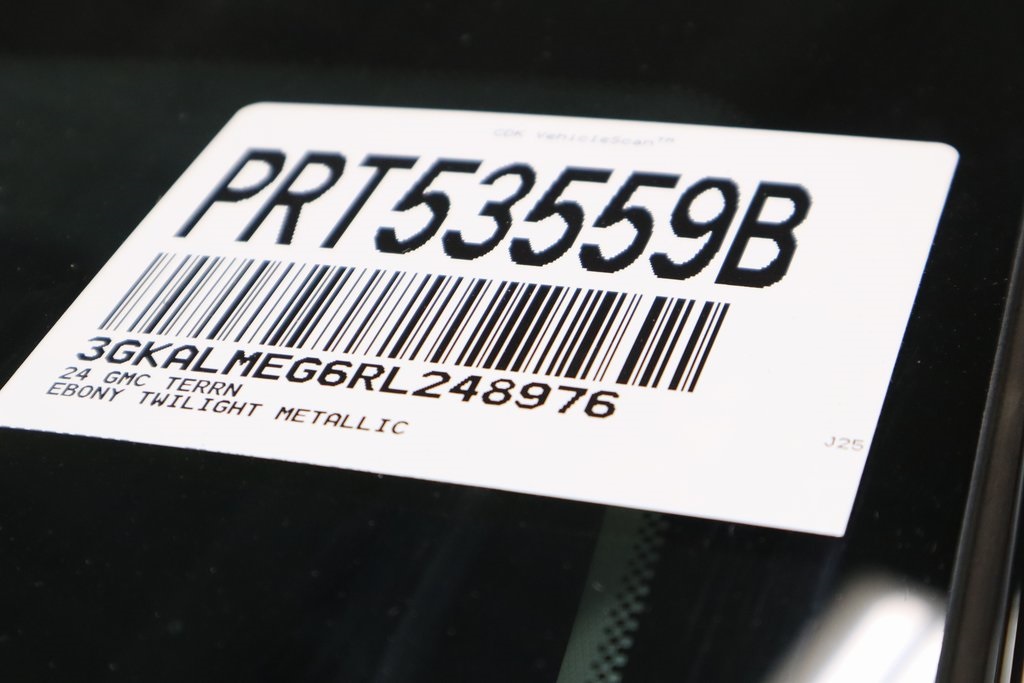 CDK VehicleScan™
PRT53559B
3GKALMEG6RL248976
24 GMC TERRN
EBONY TWILIGHT METALLIC
J25